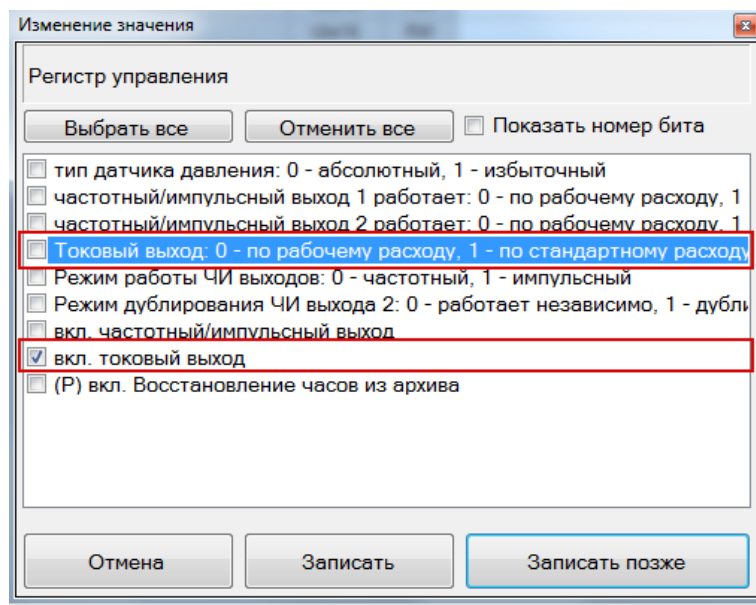 Изменение значения
Регистр управления
Выбрать все Отменить все Показать номер бита
тип датчика давления: 0 - абсолютный, 1 - избыточный
частотный/импульсный выход 1 работает: 0 - по рабочему расходу, 1
частотный/импульсный выход 2 работает: 0 - по рабочему расходу, 1
Токовый выход: 0 - по рабочему расходу, 1 - по стандартному расходу
Режим работы ЧИ выходов: 0 - частотный, 1 - импульсный
Режим дублирования ЧИ выхода 2: 0 - работает независимо, 1 - дубли
вкл. частотный/импульсный выход
вкл. токовый выход
(Р) вкл. Восстановление часов из архива
Отмена Записать Записать позже